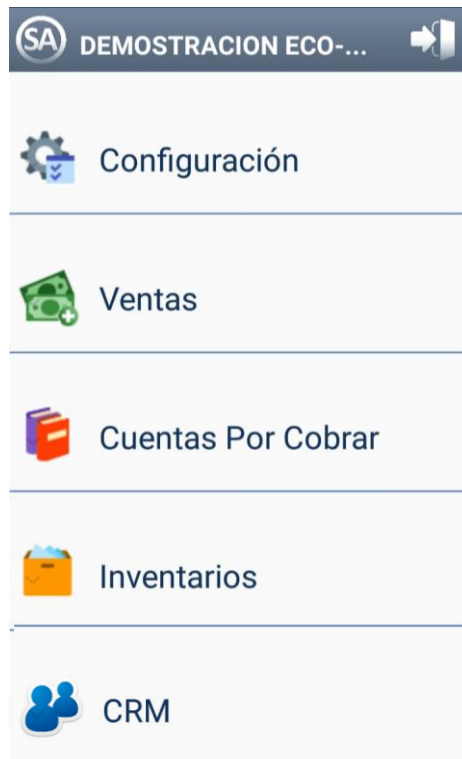 SA DEMOSTRACION ECO-...
Configuración
Ventas
Cuentas Por Cobrar
Inventarios
CRM